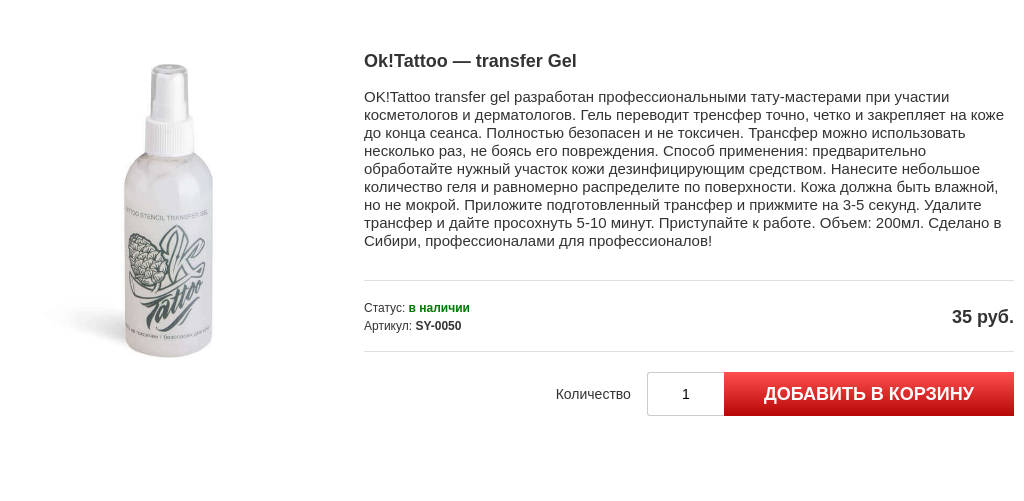 Ok!Tattoo — transfer Gel
OK!Tattoo transfer gel разработан профессиональными тату-мастерами при участии
косметологов и дерматологов. Гель переводит тренсфер точно, четко и закрепляет на коже
до конца сеанса. Полностью безопасен и не токсичен. Трансфер можно использовать
несколько раз, не боясь его повреждения. Способ применения: предварительно
обработайте нужный участок кожи дезинфицирующим средством. Нанесите небольшое
количество геля и равномерно распределите по поверхности. Кожа должна быть влажной,
но не мокрой. Приложите подготовленный трансфер и прижмите на 3-5 секунд. Удалите
трансфер и дайте просохнуть 5-10 минут. Приступайте к работе. Объем: 200мл. Сделано в
Сибири, профессионалами для профессионалов!
TATTOO STENCIL TRANSFER GEL
OK
Tattoo
не токсичен / безопасен для кожи
Статус: в наличии
Артикул: SY-0050
35 руб.
Количество
1
ДОБАВИТЬ В КОРЗИНУ